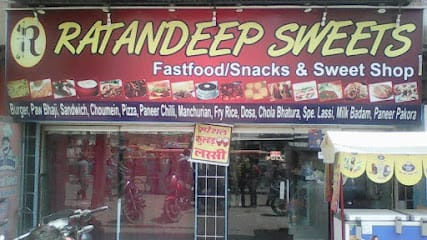 R
RATANDEEP SWEETS
Fastfood/Snacks & Sweet Shop
Burger, Paw Bhaji, Sandwich, Choumein, Pizza, Paneer Chilli, Manchurian, Fry Rice, Dosa, Chola Bhatura, Spe. Lassi, Milk Badam, Paneer Pakora
स्पेशल
कुल्हड़
लस्सी